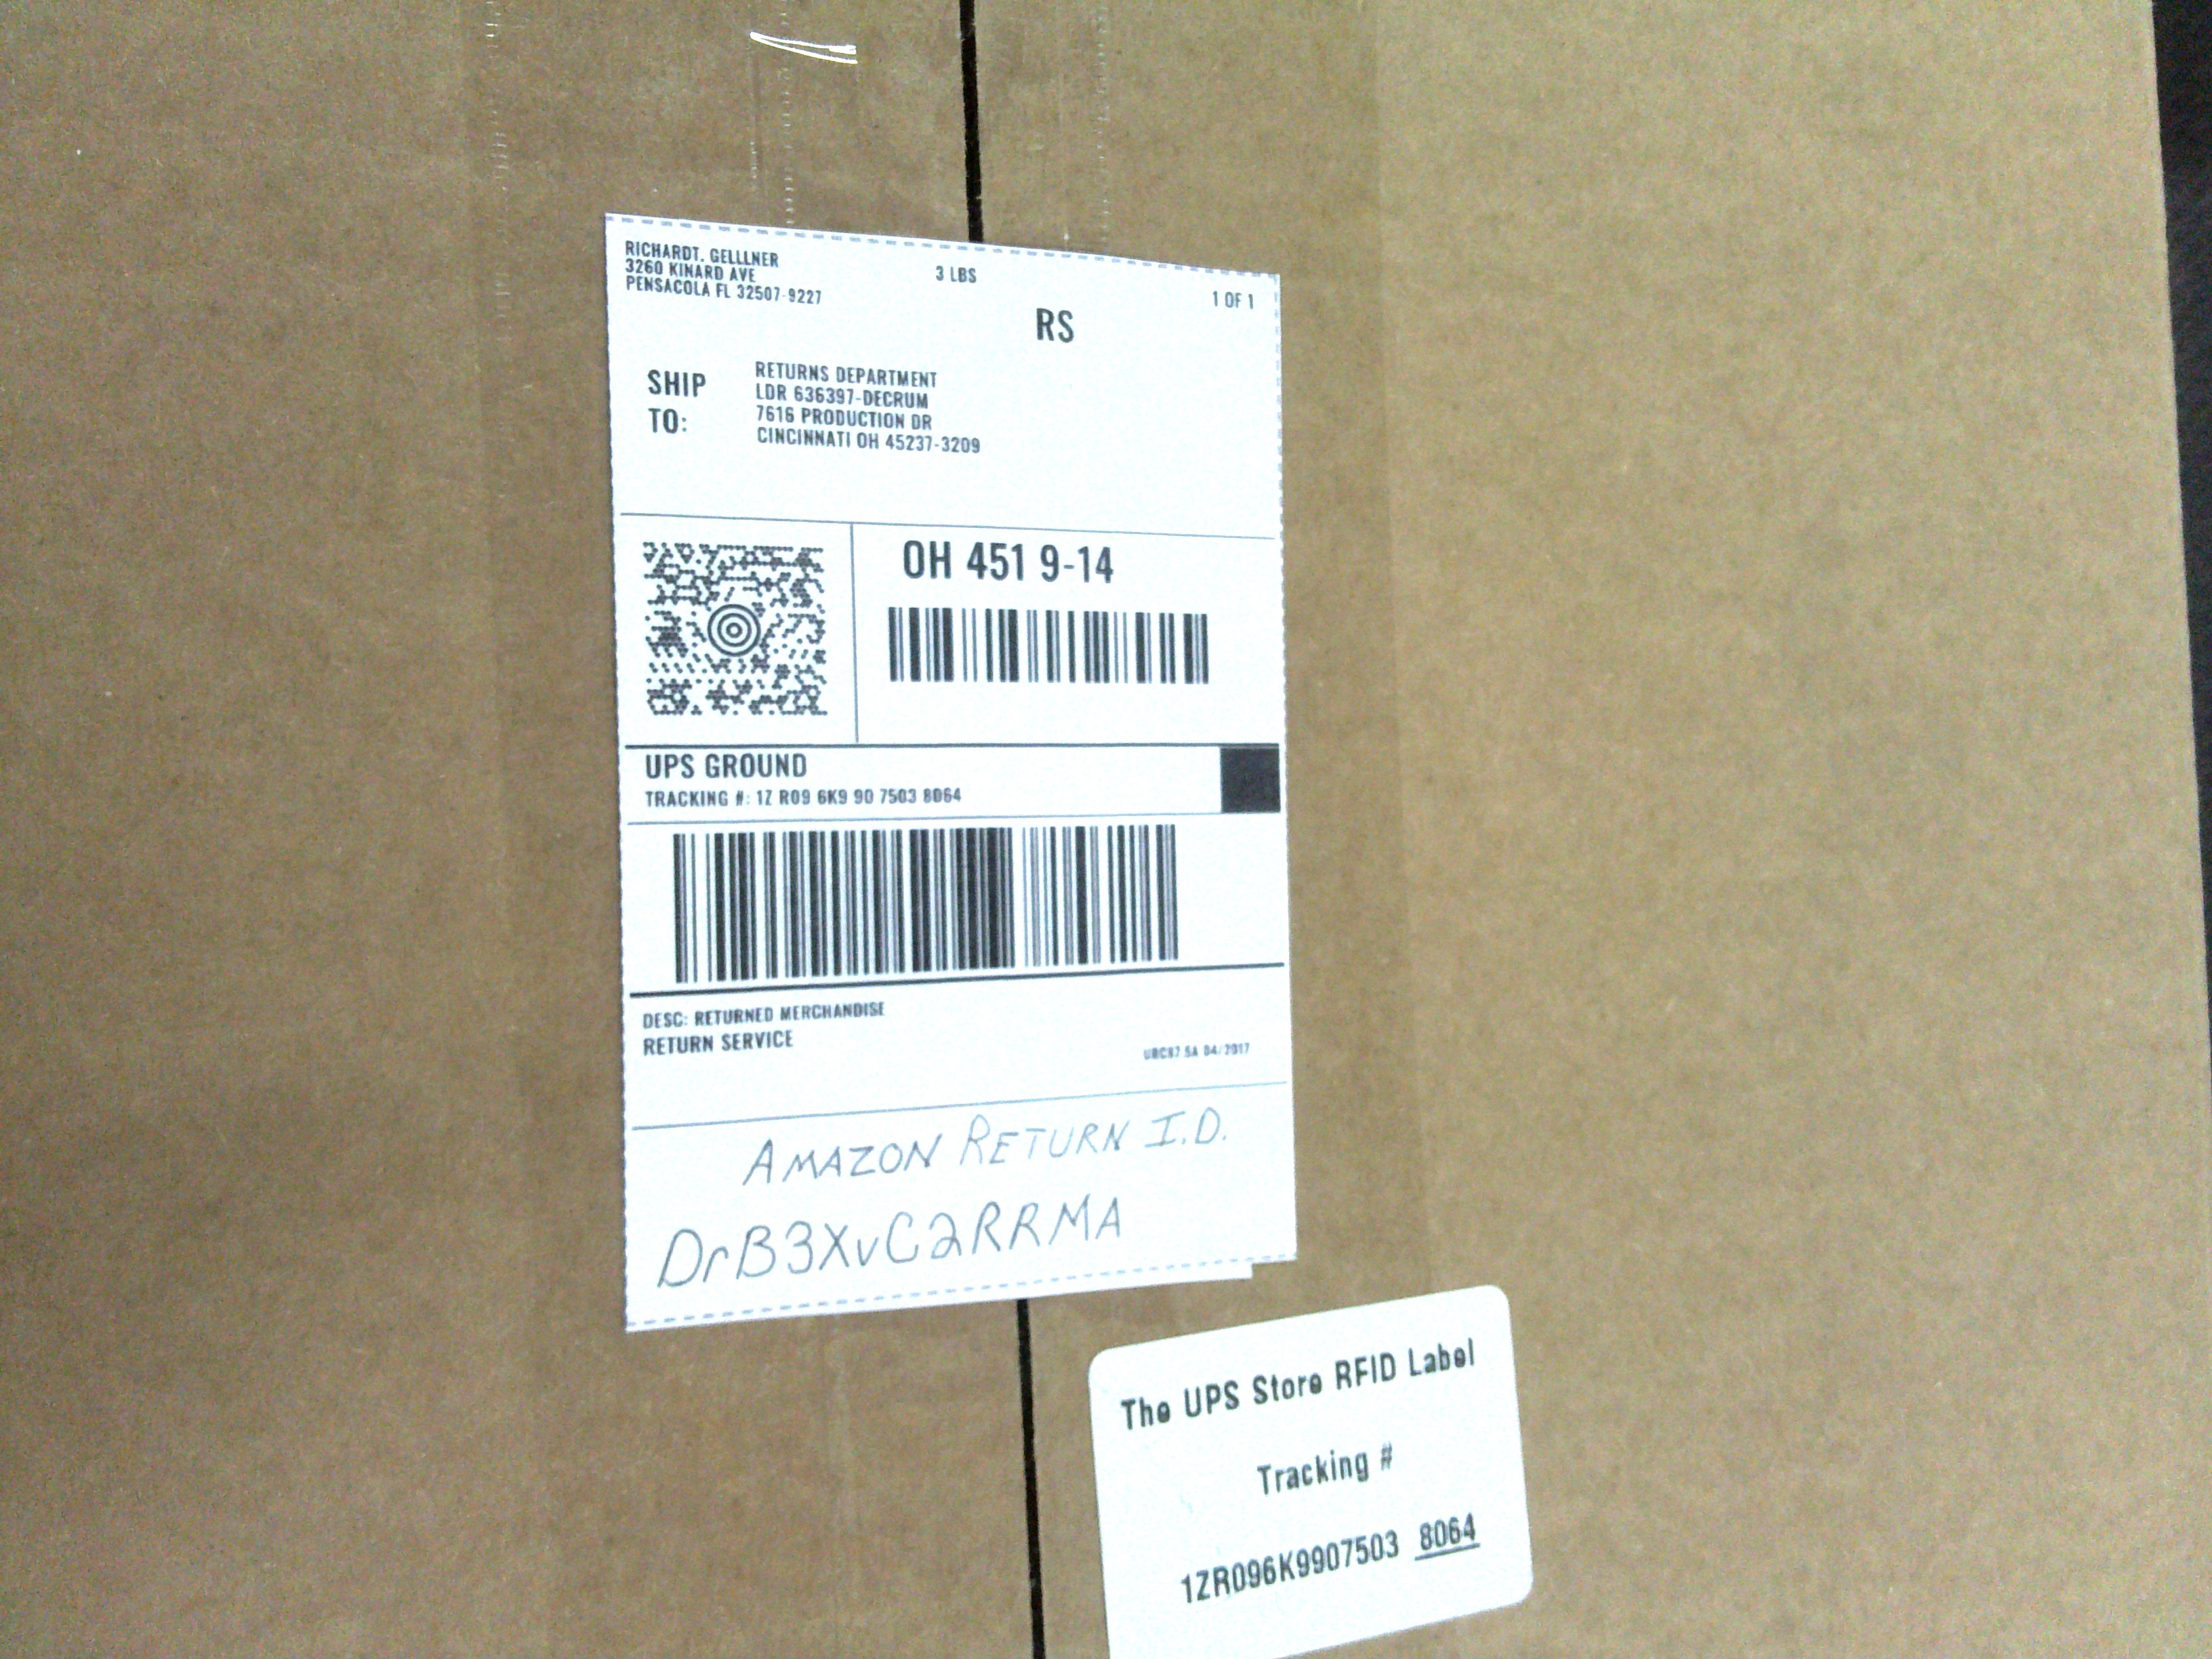 RICHARDT. GELLLNER
3260 KINARD AVE
PENSACOLA FL 32507-9227
3 LBS
1 OF 1
RS
SHIP TO:
RETURNS DEPARTMENT
LDR 636397-DECRUM
7616 PRODUCTION DR
CINCINNATI OH 45237-3209
OH 451 9-14
UPS GROUND
TRACKING #: 1Z R09 6K9 90 7503 8064
DESC: RETURNED MERCHANDISE
RETURN SERVICE
04/2017
AMAZON RETURN I.D.
DrB3XvC2RRMA
The UPS Store RFID Label
Tracking #
1ZR096K9907503 8064